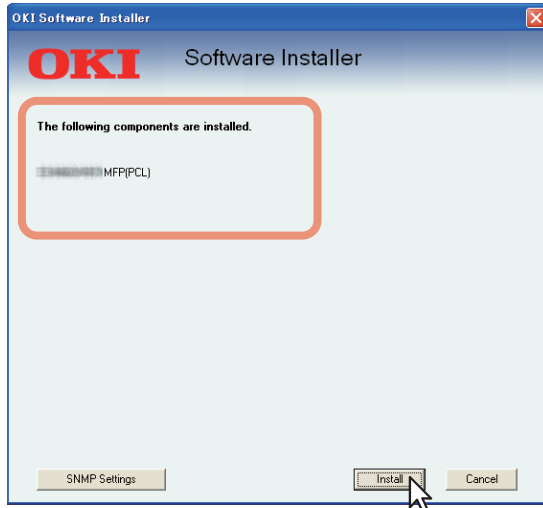 OKI Software Installer
OKI
Software Installer
The following components are installed.
MFP(PCL)
SNMP Settings
Install
Cancel